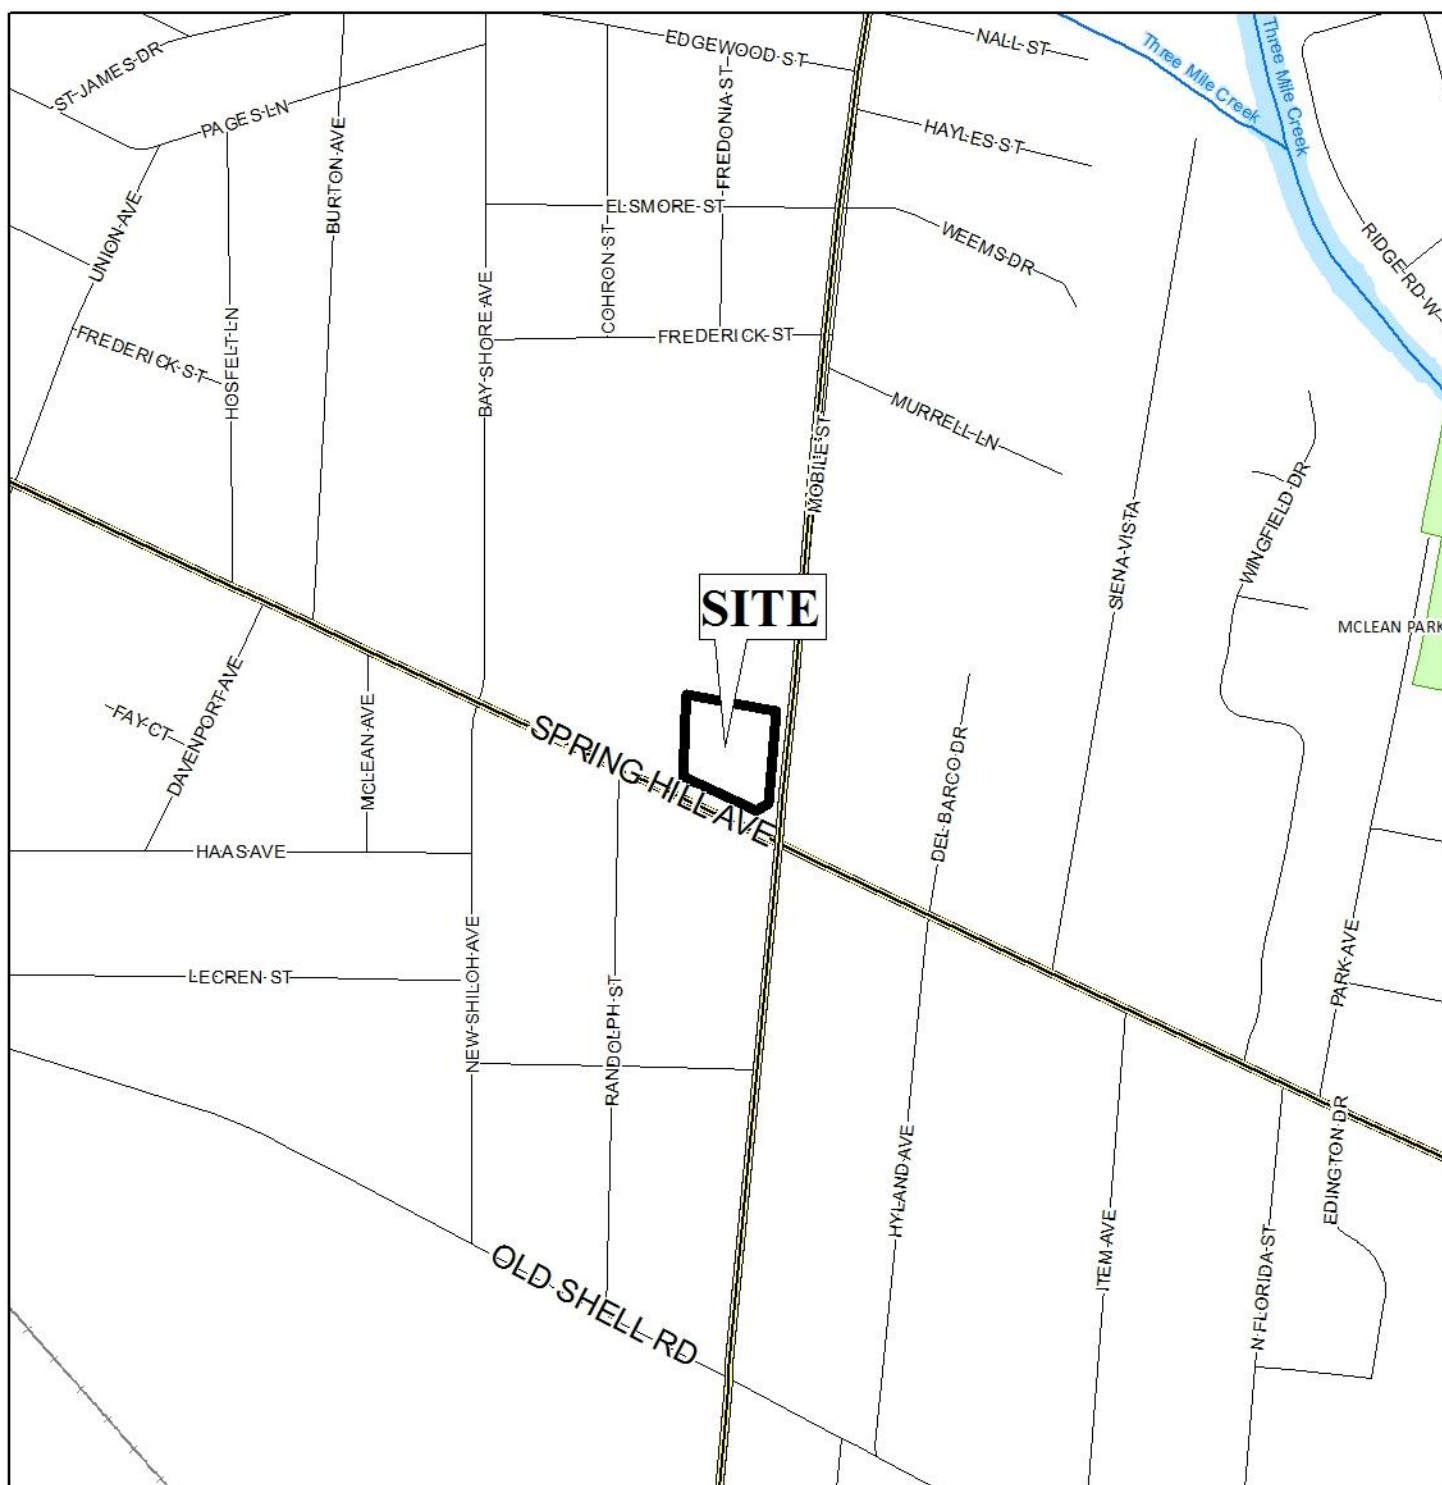 ST JAMES DR
PAGES LN
EDGEWOOD ST
NALL ST
Three Mile Creek
Three Mile Creek
BURTON AVE
FREDONIA ST
HAYLES ST
UNION AVE
ELSMORE ST
COHRON ST
WEEMS DR
RIDGE RD W
HOSFELT LN
FREDERICK ST
BAY SHORE AVE
FREDERICK ST
MURRELL LN
MOBILE ST
SIENA VISTA
WINGFIELD DR
SITE
MCLEAN PARK
FAY CT
DAVENPORT AVE
MCLEAN AVE
SPRING HILL AVE
DEL BARCO DR
HAAS AVE
LECREN ST
NEW SHILOH AVE
RANDOLPH ST
PARK AVE
HYLAND AVE
ITEM AVE
N FLORIDA ST
EDINGTON DR
OLD SHELL RD